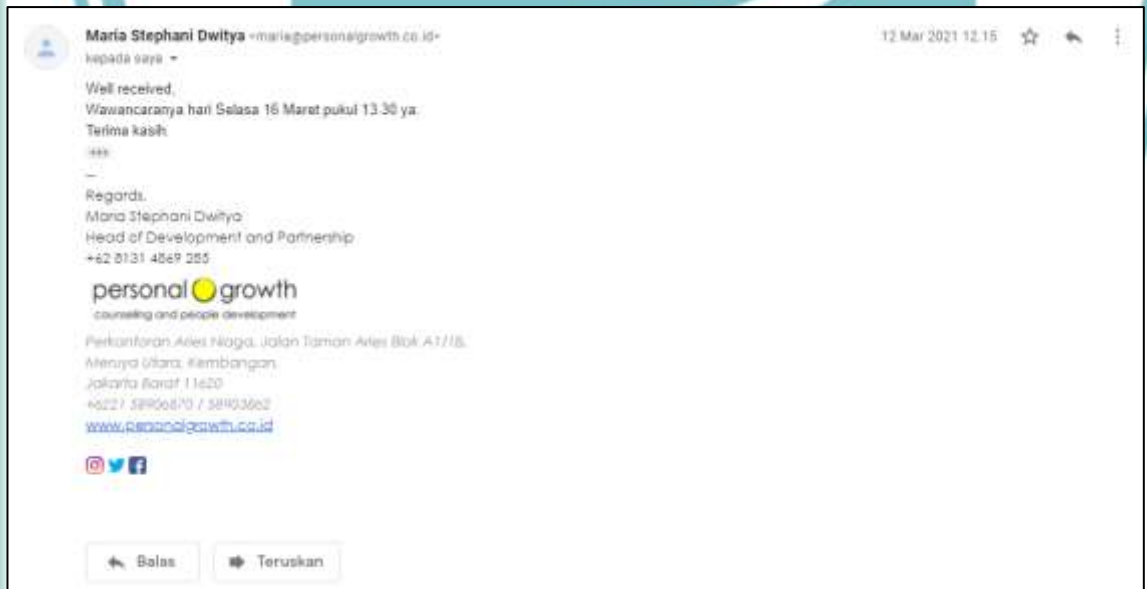 Maria Stephani Dwitya <maria@personalgrowth.co.id>
12 Mar 2021 12.15
kepada saya
Well received,
Wawancaranya hari Selasa 16 Maret pukul 13.30 ya.
Terima kasih
--
Regards,
Maria Stephani Dwitya
Head of Development and Partnership
+62 8131 4869 285
personal growth
counseling and people development
Perkantoran Aries Niaga, Jalan Taman Aries Blok A1/1B,
Meruya Utara, Kembangan,
Jakarta Barat 11620
+6221 58906870 / 58903862
www.personalgrowth.co.id
Balas
Teruskan